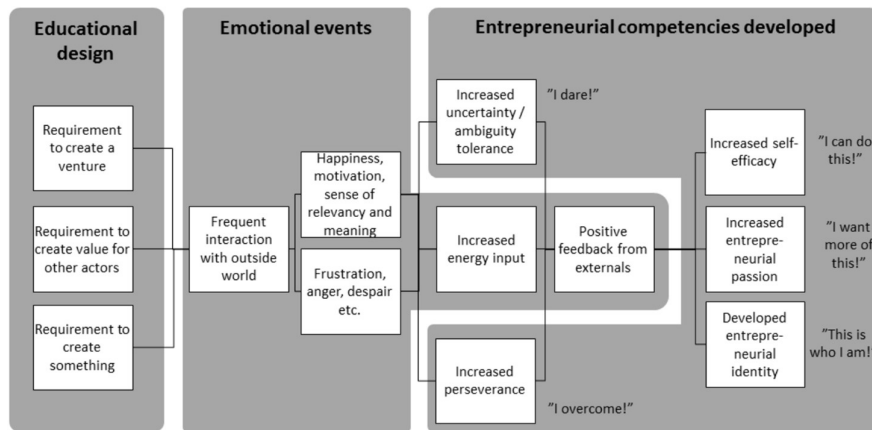 Educational
design
Emotional events
Entrepreneurial competencies developed
Requirement
to create a
venture
Requirement to
create value for
other actors
Requirement to
create
something
Frequent
interaction
with outside
world
Happiness,
motivation,
sense of
relevancy and
meaning
Frustration,
anger, despair
etc.
Increased
uncertainty /
ambiguity
tolerance
"I dare!"
Increased
energy input
Increased
perseverance
"I overcome!"
Positive
feedback from
externals
Increased self-
efficacy
"I can do
this!"
Increased
entrepre-
neurial
passion
"I want
more of
this!"
Developed
entrepre-
neurial
identity
"This is
who I am!"